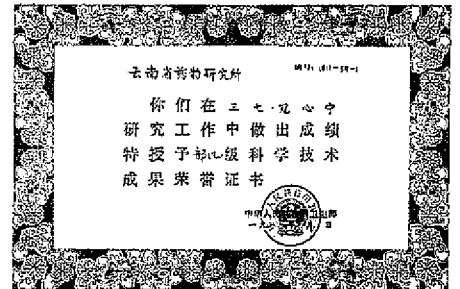 云南省药物研究所
你们在三七冠心宁
研究工作中做出成绩
特授予部四级科学技术
成果荣誉证书